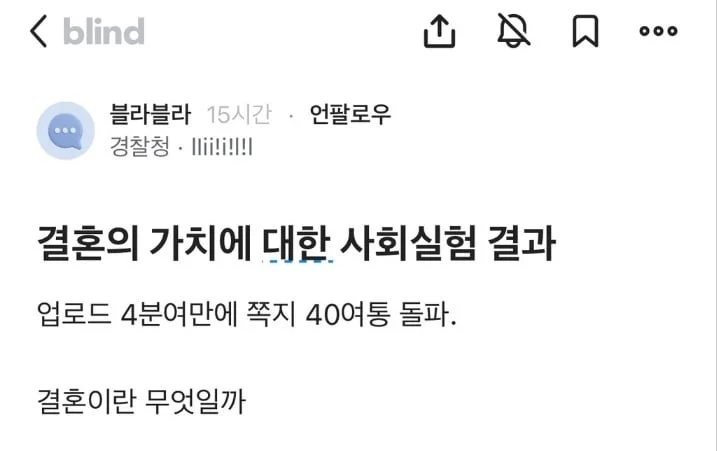 blind
블라블라 15시간 · 언팔로우
경찰청 · llii!i!l!l
결혼의 가치에 대한 사회실험 결과
업로드 4분여만에 쪽지 40여통 돌파.
결혼이란 무엇일까